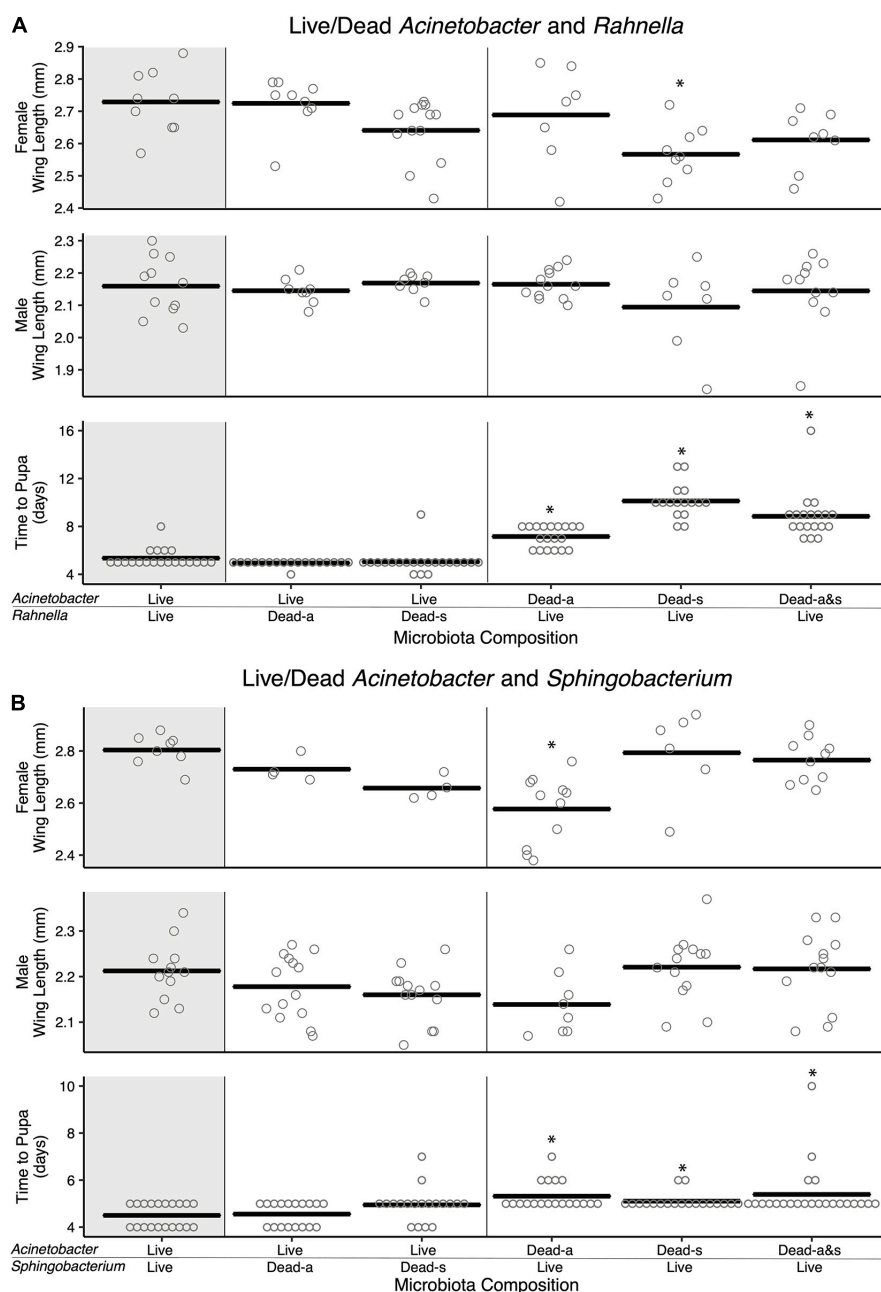 A
Live/Dead Acinetobacter and Rahnella
Female
Wing Length (mm)
2.9
2.8
2.7
2.6
2.5
2.4
*
Male
Wing Length (mm)
2.3
2.2
2.1
2.0
1.9
Time to Pupa
(days)
16
12
8
4
* * *
Acinetobacter Live Live Live Dead-a Dead-s Dead-a&s
Rahnella Live Dead-a Dead-s Live Live Live
Microbiota Composition
B
Live/Dead Acinetobacter and Sphingobacterium
Female
Wing Length (mm)
2.8
2.6
2.4
*
Male
Wing Length (mm)
2.3
2.2
2.1
Time to Pupa
(days)
10
8
6
4
* * *
Acinetobacter Live Live Live Dead-a Dead-s Dead-a&s
Sphingobacterium Live Dead-a Dead-s Live Live Live
Microbiota Composition